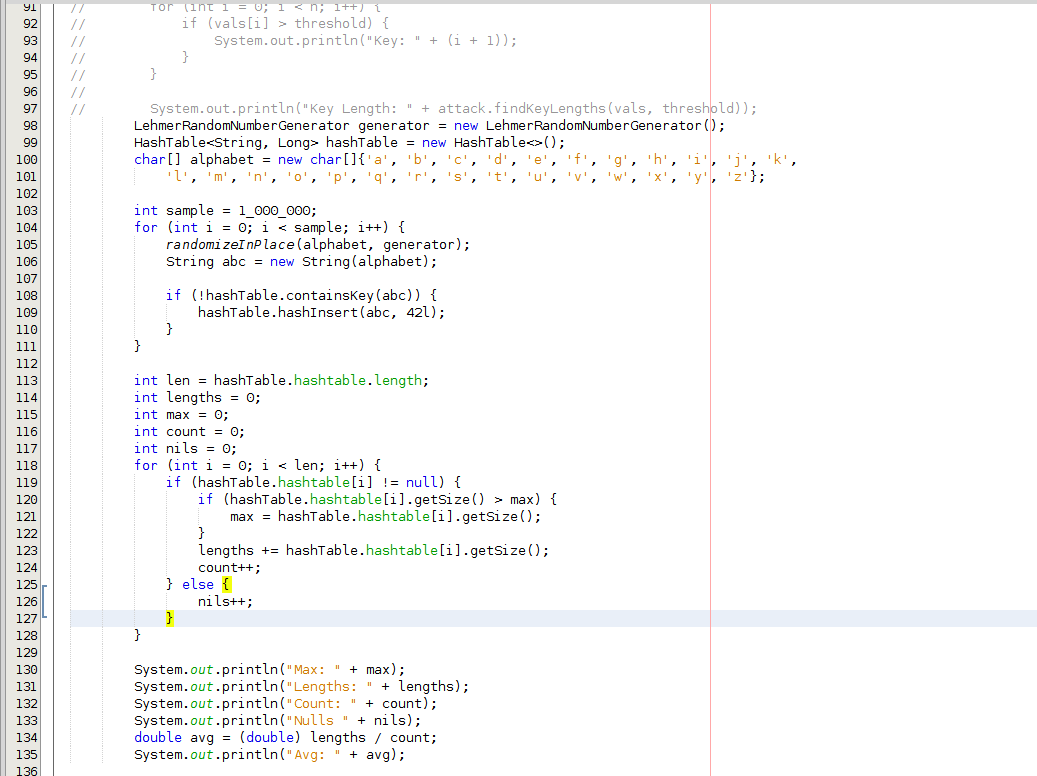 91 // for (int i = 0; i < n; i++) {
92 // if (vals[i] > threshold) {
93 // System.out.println("Key: " + (i + 1));
94 // }
95 // }
96 //
97 // System.out.println("Key Length: " + attack.findKeyLengths(vals, threshold));
98 LehmerRandomNumberGenerator generator = new LehmerRandomNumberGenerator();
99 HashTable<String, Long> hashTable = new HashTable<>();
100 char[] alphabet = new char[]{'a', 'b', 'c', 'd', 'e', 'f', 'g', 'h', 'i', 'j', 'k',
101 'l', 'm', 'n', 'o', 'p', 'q', 'r', 's', 't', 'u', 'v', 'w', 'x', 'y', 'z'};
102
103 int sample = 1_000_000;
104 for (int i = 0; i < sample; i++) {
105 randomizeInPlace(alphabet, generator);
106 String abc = new String(alphabet);
107
108 if (!hashTable.containsKey(abc)) {
109 hashTable.hashInsert(abc, 42l);
110 }
111 }
112
113 int len = hashTable.hashtable.length;
114 int lengths = 0;
115 int max = 0;
116 int count = 0;
117 int nils = 0;
118 for (int i = 0; i < len; i++) {
119 if (hashTable.hashtable[i] != null) {
120 if (hashTable.hashtable[i].getSize() > max) {
121 max = hashTable.hashtable[i].getSize();
122 }
123 lengths += hashTable.hashtable[i].getSize();
124 count++;
125 } else {
126 nils++;
127 }
128 }
129
130 System.out.println("Max: " + max);
131 System.out.println("Lengths: " + lengths);
132 System.out.println("Count: " + count);
133 System.out.println("Nulls " + nils);
134 double avg = (double) lengths / count;
135 System.out.println("Avg: " + avg);
136